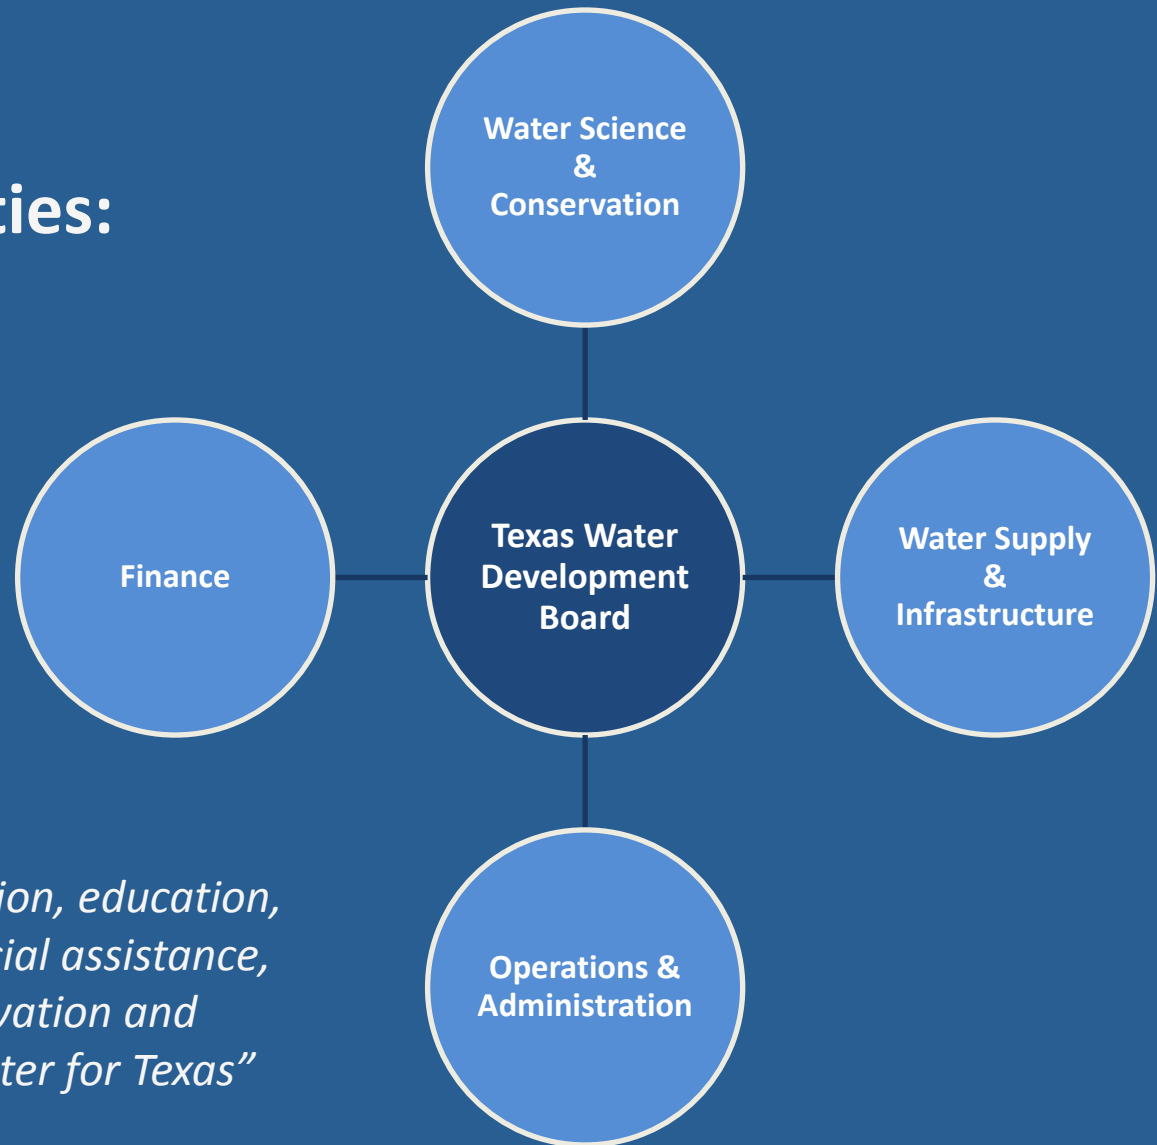 Water Science
&
Conservation
ties:
Finance
Texas Water
Development
Board
Water Supply
&
Infrastructure
ion, education,
cial assistance,
vation and
ter for Texas”
Operations &
Administration